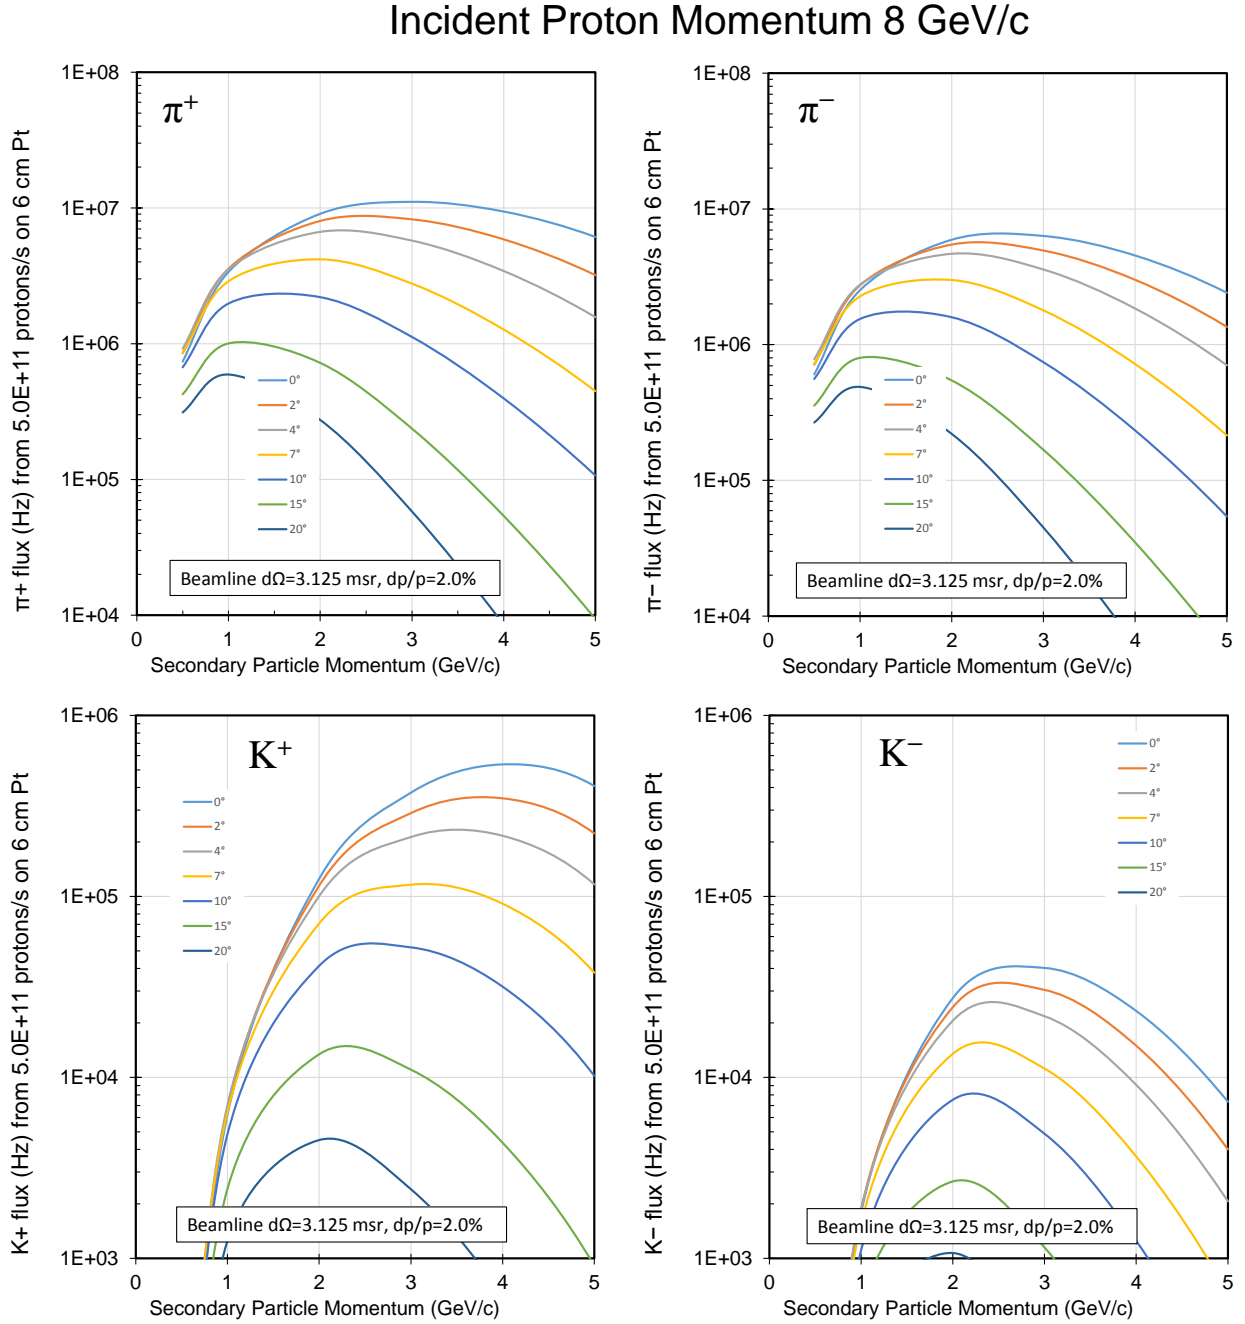 Incident Proton Momentum 8 GeV/c
π+ flux (Hz) from 5.0E+11 protons/s on 6 cm Pt
1E+08
1E+07
1E+06
1E+05
1E+04
π+
0°
2°
4°
7°
10°
15°
20°
Beamline dΩ=3.125 msr, dp/p=2.0%
0 1 2 3 4 5
Secondary Particle Momentum (GeV/c)
π− flux (Hz) from 5.0E+11 protons/s on 6 cm Pt
1E+08
1E+07
1E+06
1E+05
1E+04
π−
0°
2°
4°
7°
10°
15°
20°
Beamline dΩ=3.125 msr, dp/p=2.0%
0 1 2 3 4 5
Secondary Particle Momentum (GeV/c)
K+ flux (Hz) from 5.0E+11 protons/s on 6 cm Pt
1E+06
1E+05
1E+04
1E+03
K+
0°
2°
4°
7°
10°
15°
20°
Beamline dΩ=3.125 msr, dp/p=2.0%
0 1 2 3 4 5
Secondary Particle Momentum (GeV/c)
K− flux (Hz) from 5.0E+11 protons/s on 6 cm Pt
1E+06
1E+05
1E+04
1E+03
K−
0°
2°
4°
7°
10°
15°
20°
Beamline dΩ=3.125 msr, dp/p=2.0%
0 1 2 3 4 5
Secondary Particle Momentum (GeV/c)